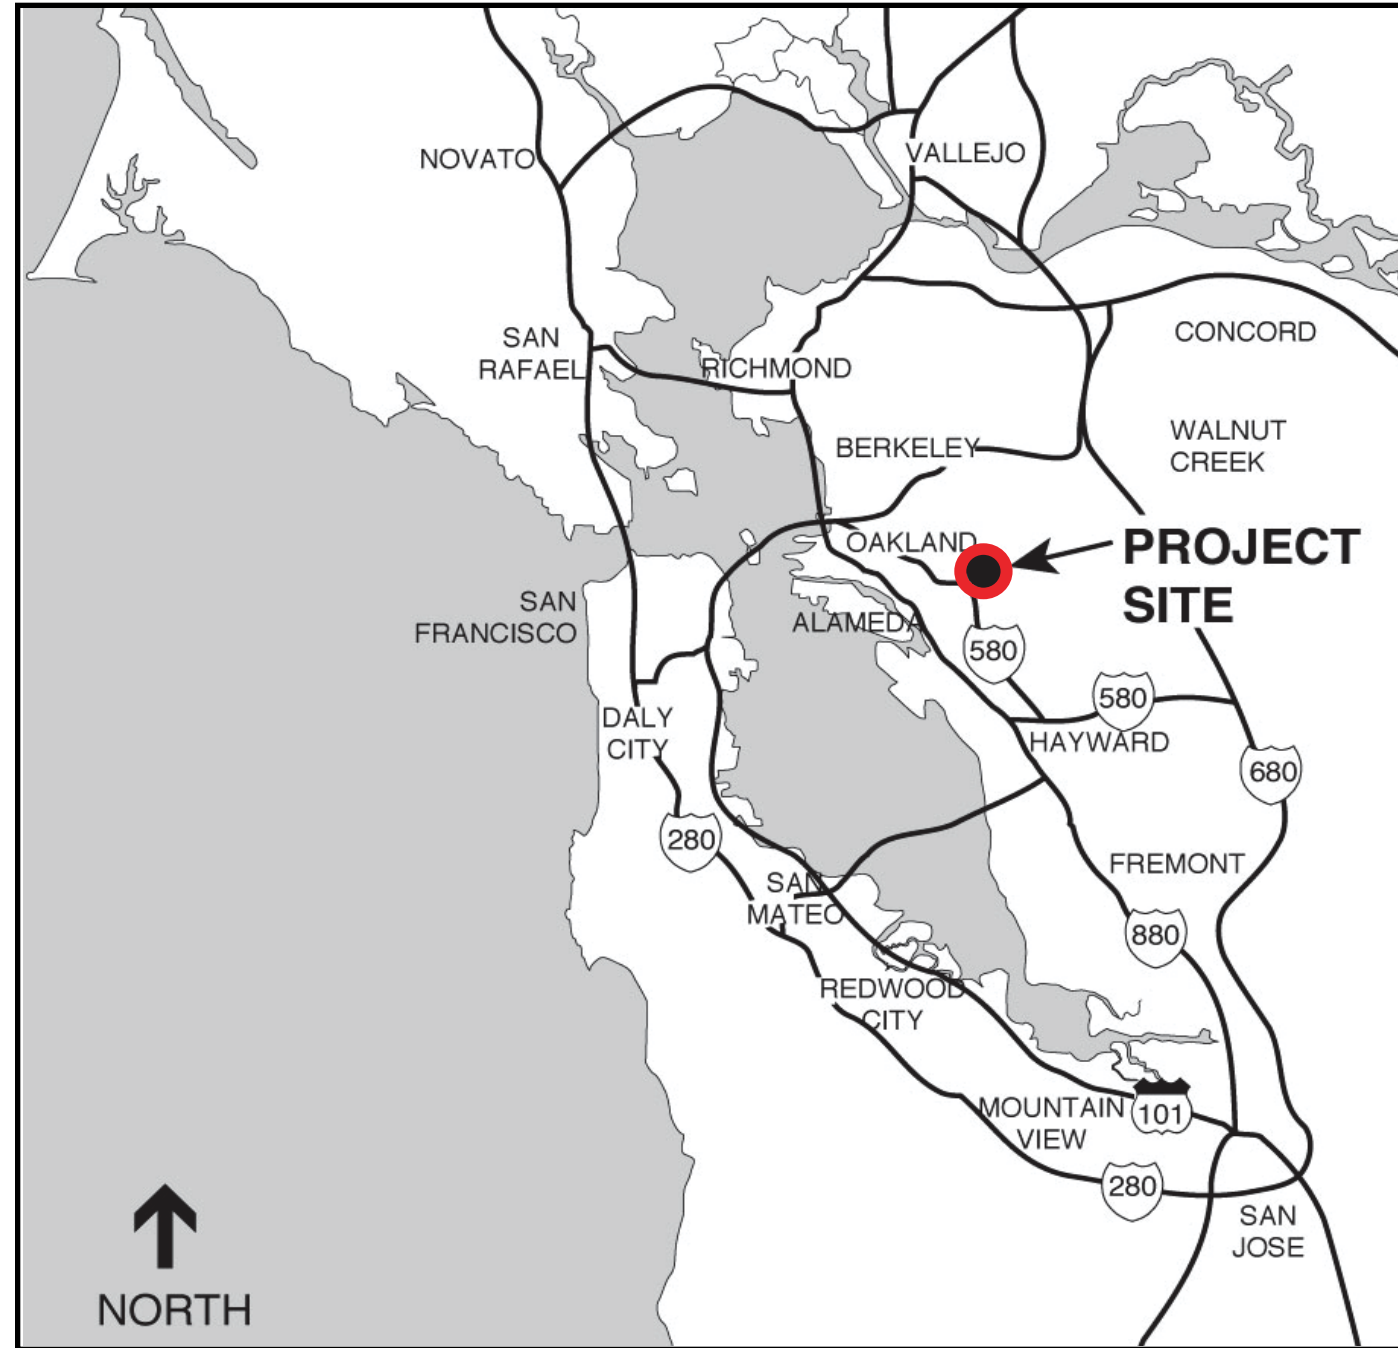 NOVATO
VALLEJO
SAN
RAFAEL
RICHMOND
CONCORD
BERKELEY
WALNUT
CREEK
OAKLAND
PROJECT
SITE
SAN
FRANCISCO
ALAMEDA
580
580
DALY
CITY
HAYWARD
680
280
FREMONT
SAN
MATEO
880
REDWOOD
CITY
MOUNTAIN
VIEW
101
280
SAN
JOSE
NORTH